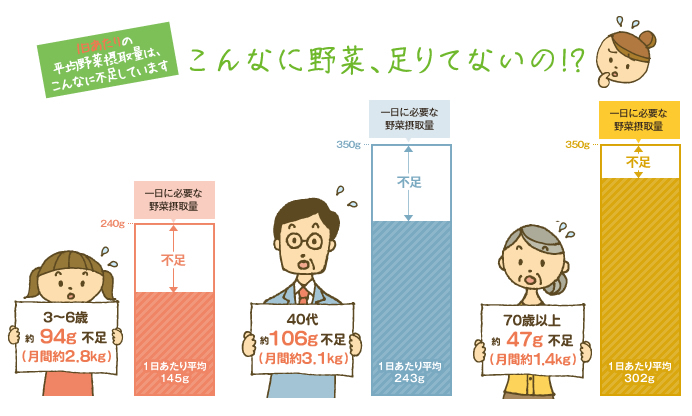 1日あたりの
平均野菜摂取量は、
こんなに不足しています
こんなに野菜、足りてないの!?
一日に必要な
野菜摂取量
240g
不足
1日あたり平均
145g
3〜6歳
約94g不足
(月間約2.8kg)
一日に必要な
野菜摂取量
350g
不足
1日あたり平均
243g
40代
約106g不足
(月間約3.1kg)
一日に必要な
野菜摂取量
350g
不足
1日あたり平均
302g
70歳以上
約47g不足
(月間約1.4kg)